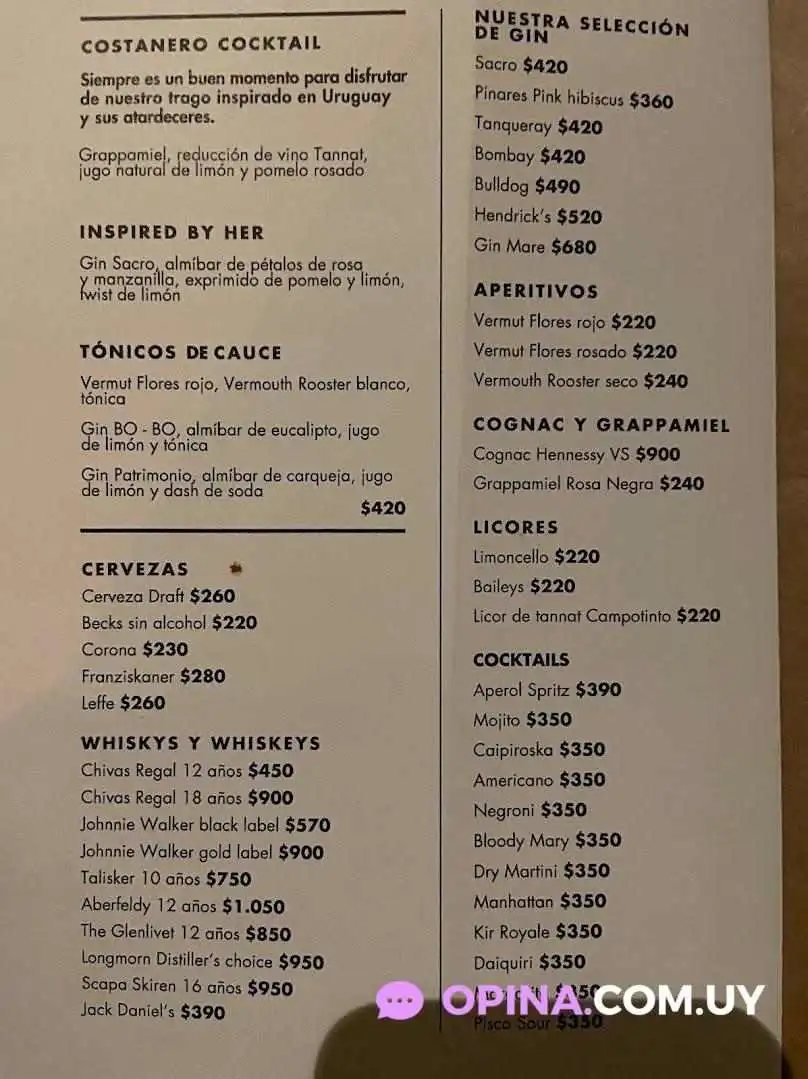 COSTANERO COCKTAIL
Siempre es un buen momento para disfrutar
de nuestro trago inspirado en Uruguay
y sus atardeceres.
Grappamiel, reducción de vino Tannat,
jugo natural de limón y pomelo rosado
INSPIRED BY HER
Gin Sacro, almíbar de pétalos de rosa
y manzanilla, exprimido de pomelo y limón,
twist de limón
TÓNICOS DE CAUCE
Vermut Flores rojo, Vermouth Rooster blanco,
tónica
Gin BO - BO, almíbar de eucalipto, jugo
de limón y tónica
Gin Patrimonio, almíbar de carqueja, jugo
de limón y dash de soda
$420
CERVEZAS
Cerveza Draft $260
Becks sin alcohol $220
Corona $230
Franziskaner $280
Leffe $260
WHISKYS Y WHISKEYS
Chivas Regal 12 años $450
Chivas Regal 18 años $900
Johnnie Walker black label $570
Johnnie Walker gold label $900
Talisker 10 años $750
Aberfeldy 12 años $1.050
The Glenlivet 12 años $850
Longmorn Distiller's choice $950
Scapa Skiren 16 años $950
Jack Daniel's $390
NUESTRA SELECCIÓN
DE GIN
Sacro $420
Pinares Pink hibiscus $360
Tanqueray $420
Bombay $420
Bulldog $490
Hendrick's $520
Gin Mare $680
APERITIVOS
Vermut Flores rojo $220
Vermut Flores rosado $220
Vermouth Rooster seco $240
COGNAC Y GRAPPAMIEL
Cognac Hennessy VS $900
Grappamiel Rosa Negra $240
LICORES
Limoncello $220
Baileys $220
Licor de tannat Campotinto $220
COCKTAILS
Aperol Spritz $390
Mojito $350
Caipiroska $350
Americano $350
Negroni $350
Bloody Mary $350
Dry Martini $350
Manhattan $350
Kir Royale $350
Daiquiri $350
$350
Pisco Sour $350
OPINA.COM.UY